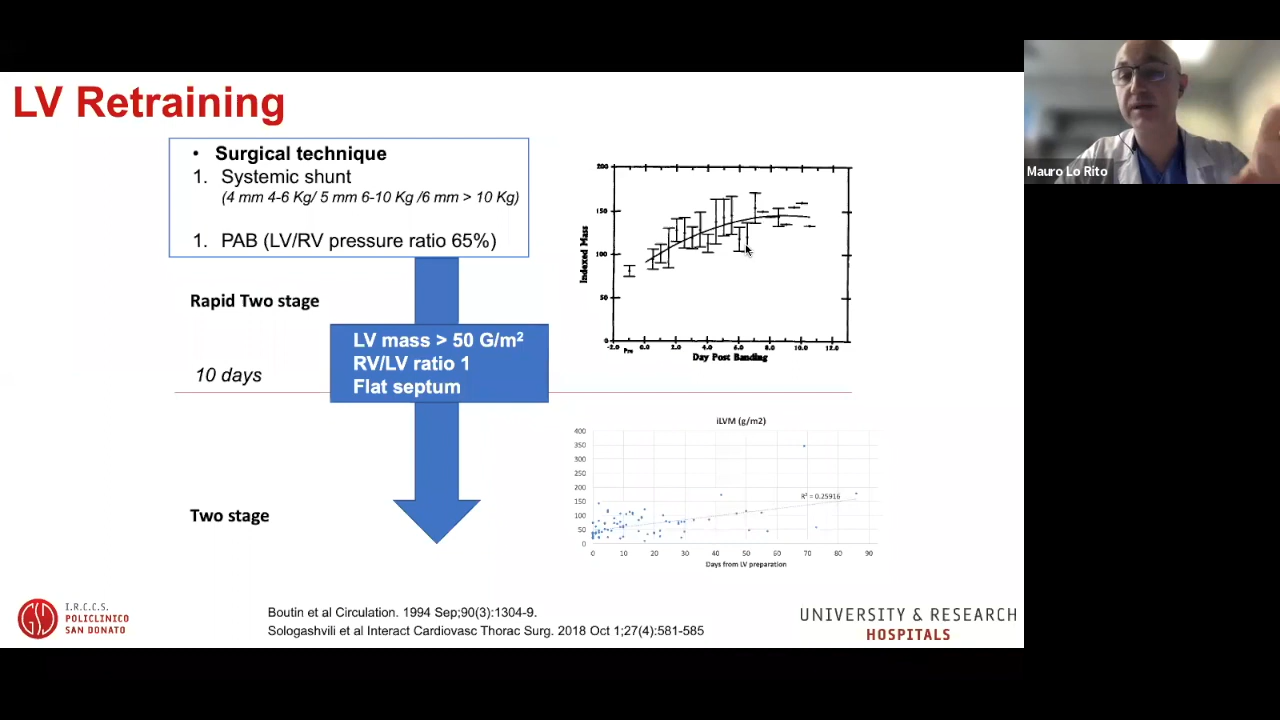 LV Retraining
• Surgical technique
1. Systemic shunt
(4 mm 4-6 Kg/ 5 mm 6-10 Kg /6 mm > 10 Kg)
1. PAB (LV/RV pressure ratio 65%)
Rapid Two stage
LV mass > 50 G/m²
RV/LV ratio 1
Flat septum
10 days
Two stage
200
150
100
50
0
Indexed Mass
-2.0 Pre 0.0 2.0 4.0 6.0 8.0 10.0 12.0
Day Post Banding
iLVM (g/m2)
400
350
300
250
200
150
100
50
0
R² = 0.25916
0 10 20 30 40 50 60 70 80 90
Days from LV preparation
Boutin et al Circulation. 1994 Sep;90(3):1304-9.
Sologashvili et al Interact Cardiovasc Thorac Surg. 2018 Oct 1;27(4):581-585
GSD
I.R.C.C.S.
POLICLINICO
SAN DONATO
UNIVERSITY & RESEARCH
HOSPITALS
Mauro Lo Rito